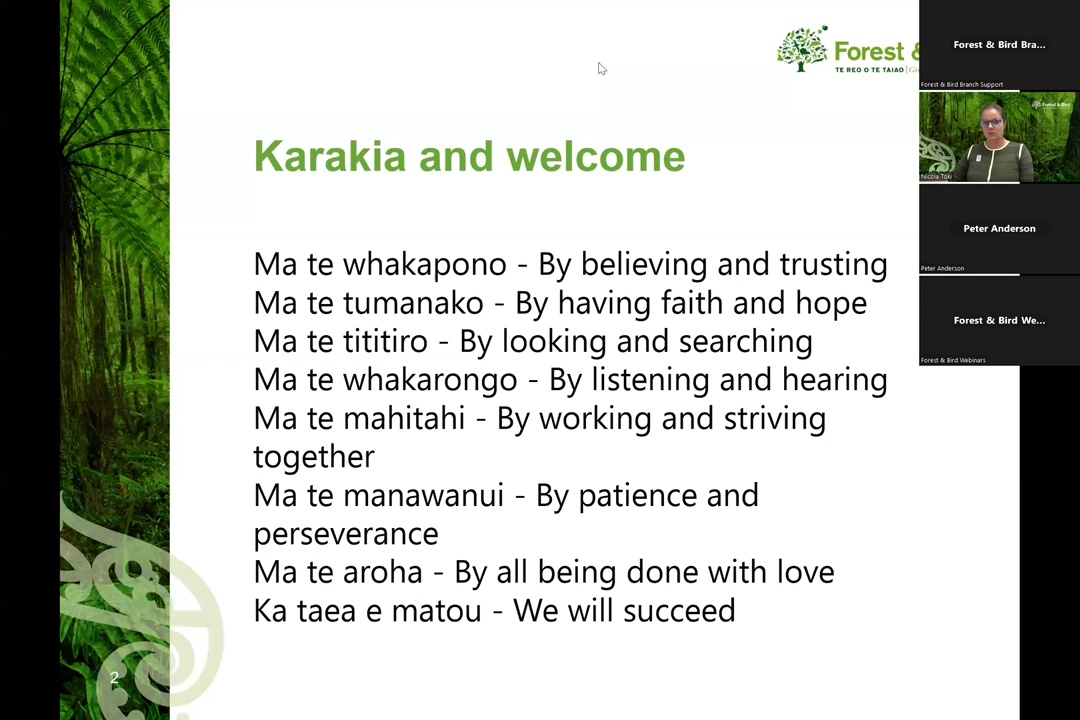 Forest &
TE REO O TE TAIAO
Karakia and welcome
Ma te whakapono - By believing and trusting
Ma te tumanako - By having faith and hope
Ma te tititiro - By looking and searching
Ma te whakarongo - By listening and hearing
Ma te mahitahi - By working and striving
together
Ma te manawanui - By patience and
perseverance
Ma te aroha - By all being done with love
Ka taea e matou - We will succeed
2
Forest & Bird Bra...
Forest & Bird Branch Support
Forest & Bird
Nicola Toki
Peter Anderson
Peter Anderson
Forest & Bird We...
Forest & Bird Webinars